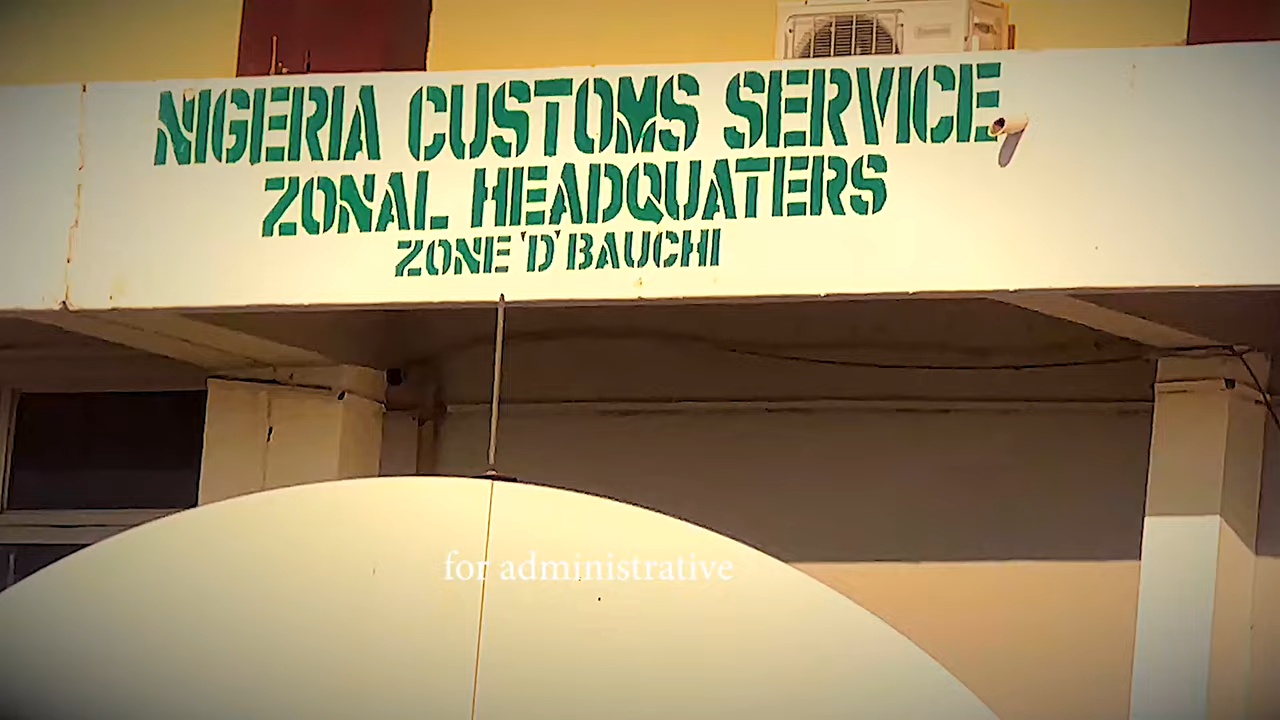 NIGERIA CUSTOMS SERVICE
ZONAL HEADQUATERS
ZONE 'D' BAUCHI
for administrative